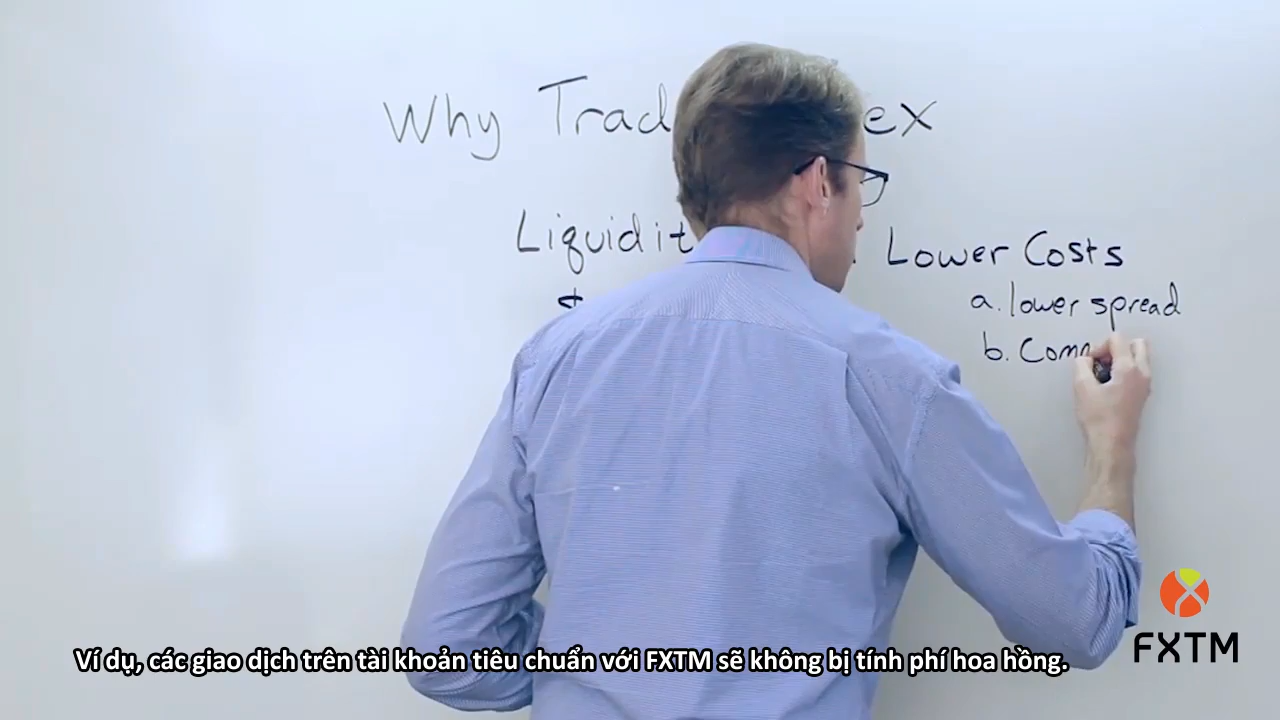 Why Trad ex
Liquidit
Lower Costs
a. lower spread
b. Comm
FXTM
Ví dụ, các giao dịch trên tài khoản tiêu chuẩn với FXTM sẽ không bị tính phí hoa hồng.